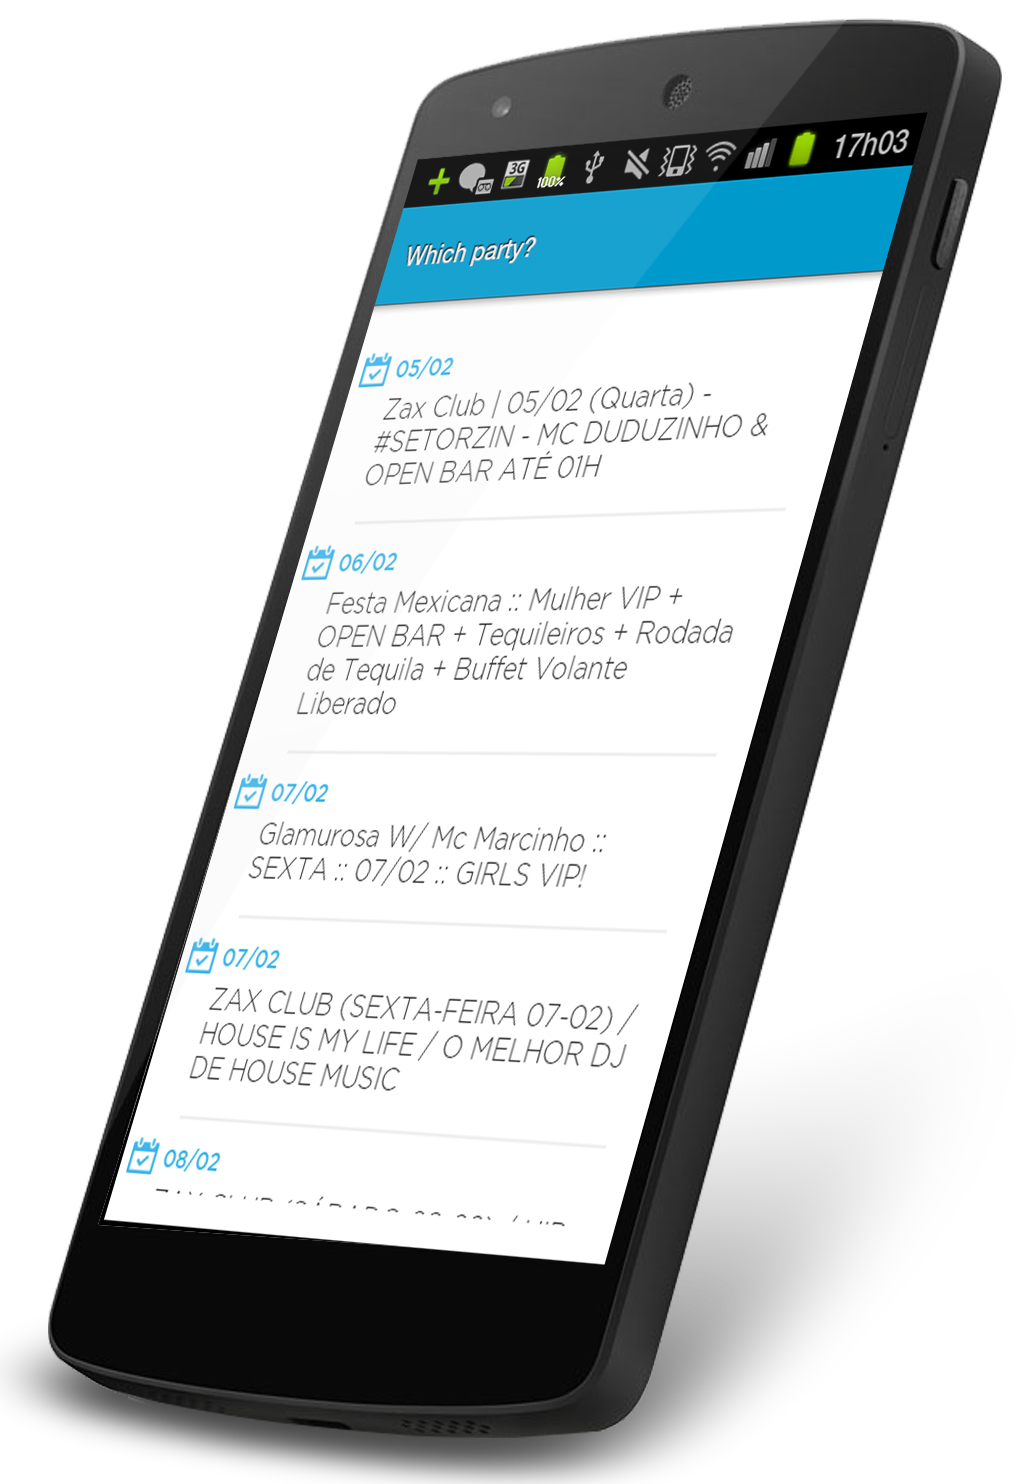 3G
100%
17h03
Which party?
05/02
Zax Club | 05/02 (Quarta) -
#SETORZIN - MC DUDUZINHO &
OPEN BAR ATÉ 01H
06/02
Festa Mexicana :: Mulher VIP +
OPEN BAR + Tequileiros + Rodada
de Tequila + Buffet Volante
Liberado
07/02
Glamurosa W/ Mc Marcinho ::
SEXTA :: 07/02 :: GIRLS VIP!
07/02
ZAX CLUB (SEXTA-FEIRA 07-02) /
HOUSE IS MY LIFE / O MELHOR DJ
DE HOUSE MUSIC
08/02